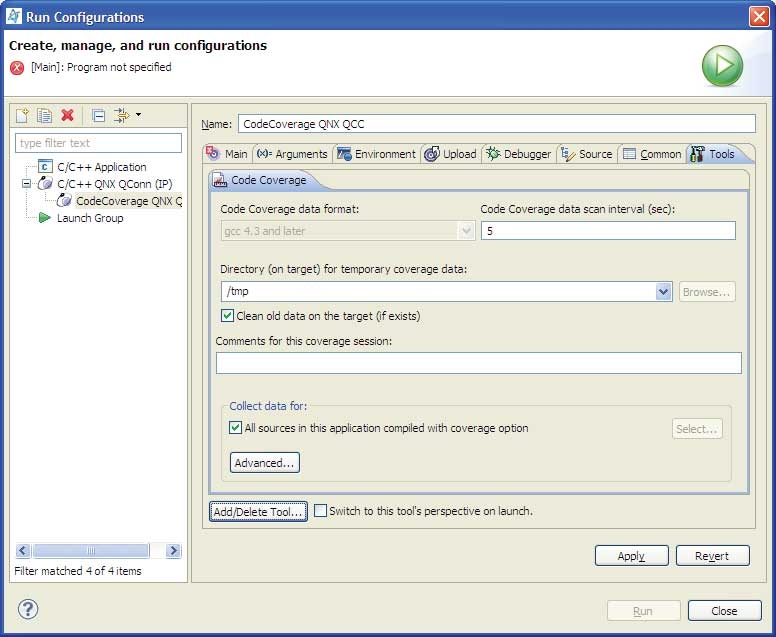 Run Configurations
Create, manage, and run configurations
[Main]: Program not specified
type filter text
C/C++ Application
C/C++ QNX QConn (IP)
CodeCoverage QNX Q
Launch Group
Filter matched 4 of 4 items
Name: CodeCoverage QNX QCC
Main (x)= Arguments Environment Upload Debugger Source Common Tools
Code Coverage
Code Coverage data format: Code Coverage data scan interval (sec):
gcc 4.3 and later 5
Directory (on target) for temporary coverage data:
/tmp Browse...
Clean old data on the target (if exists)
Comments for this coverage session:
Collect data for:
All sources in this application compiled with coverage option Select...
Advanced...
Add/Delete Tool... Switch to this tool's perspective on launch.
Apply Revert
? Run Close